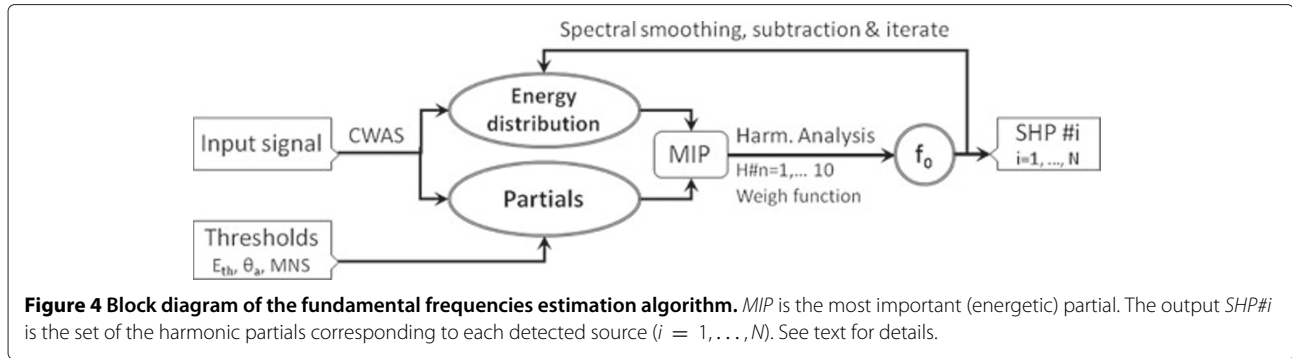 Spectral smoothing, subtraction & iterate
Input signal
CWAS
Energy
distribution
Partials
MIP
Harm. Analysis
H#n=1,... 10
Weigh function
f₀
SHP #i
i=1, ..., N
Thresholds
Eₜₕ, θₐ, MNS
Figure 4 Block diagram of the fundamental frequencies estimation algorithm. MIP is the most important (energetic) partial. The output SHP#i
is the set of the harmonic partials corresponding to each detected source (i = 1, . . . , N). See text for details.